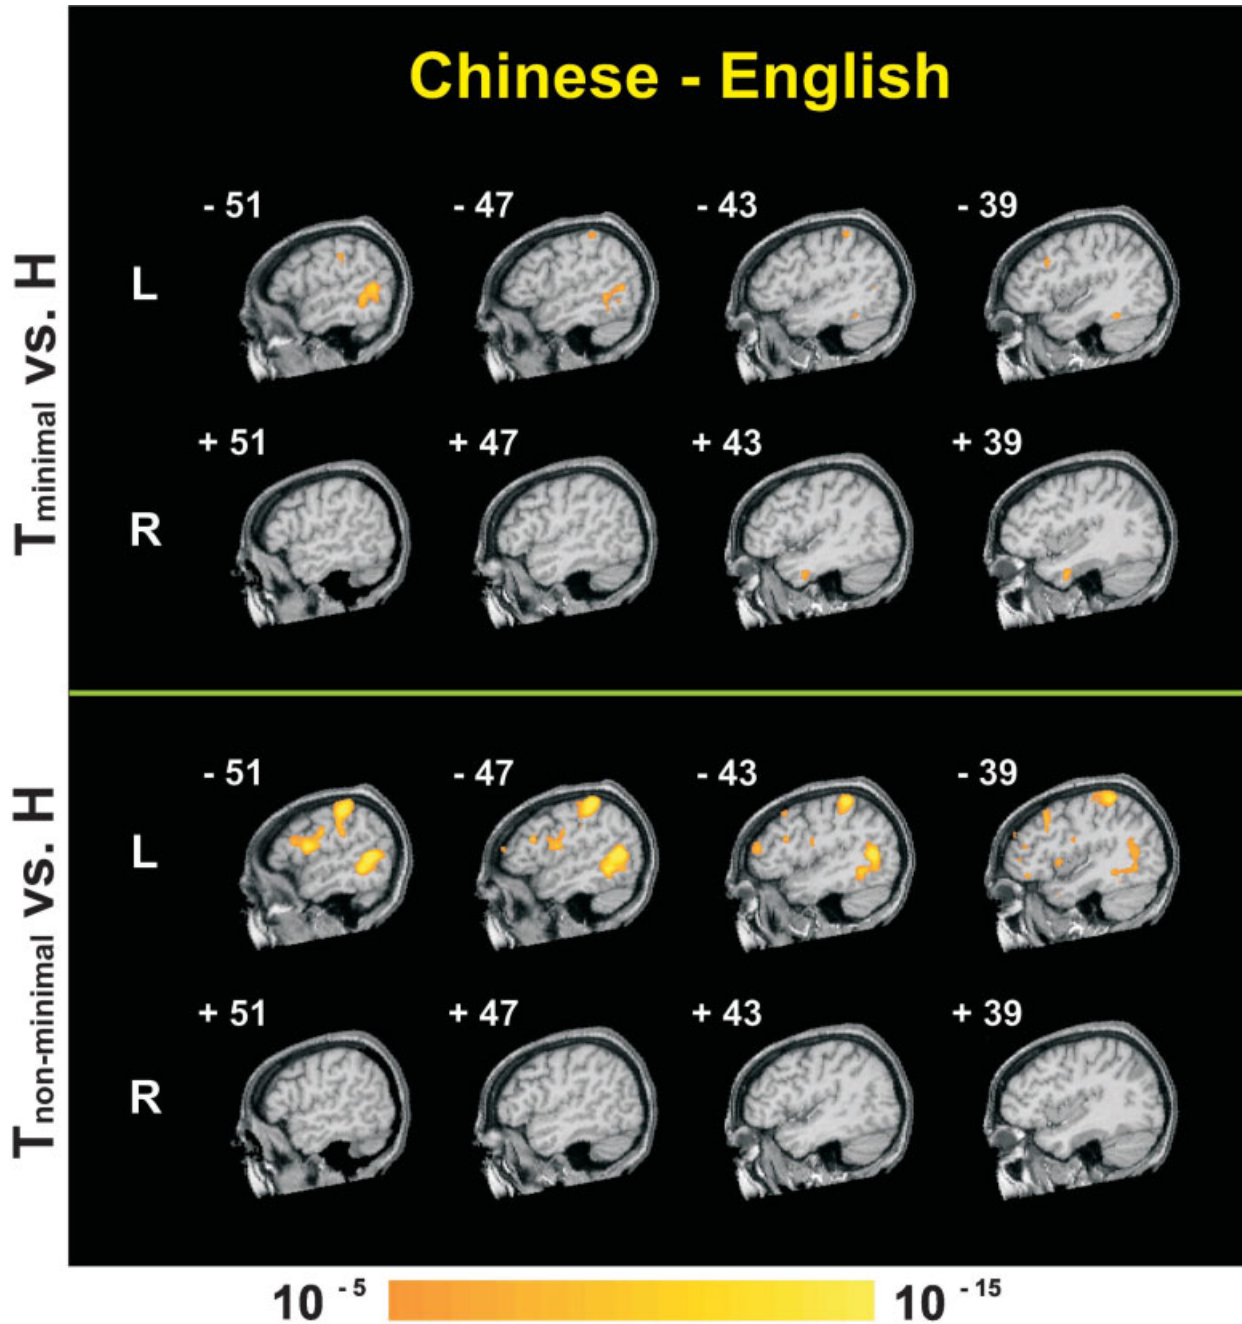 Chinese - English
T minimal vs. H
- 51 - 47 - 43 - 39
L
+ 51 + 47 + 43 + 39
R
T non-minimal vs. H
- 51 - 47 - 43 - 39
L
+ 51 + 47 + 43 + 39
R
10 - 5 10 - 15